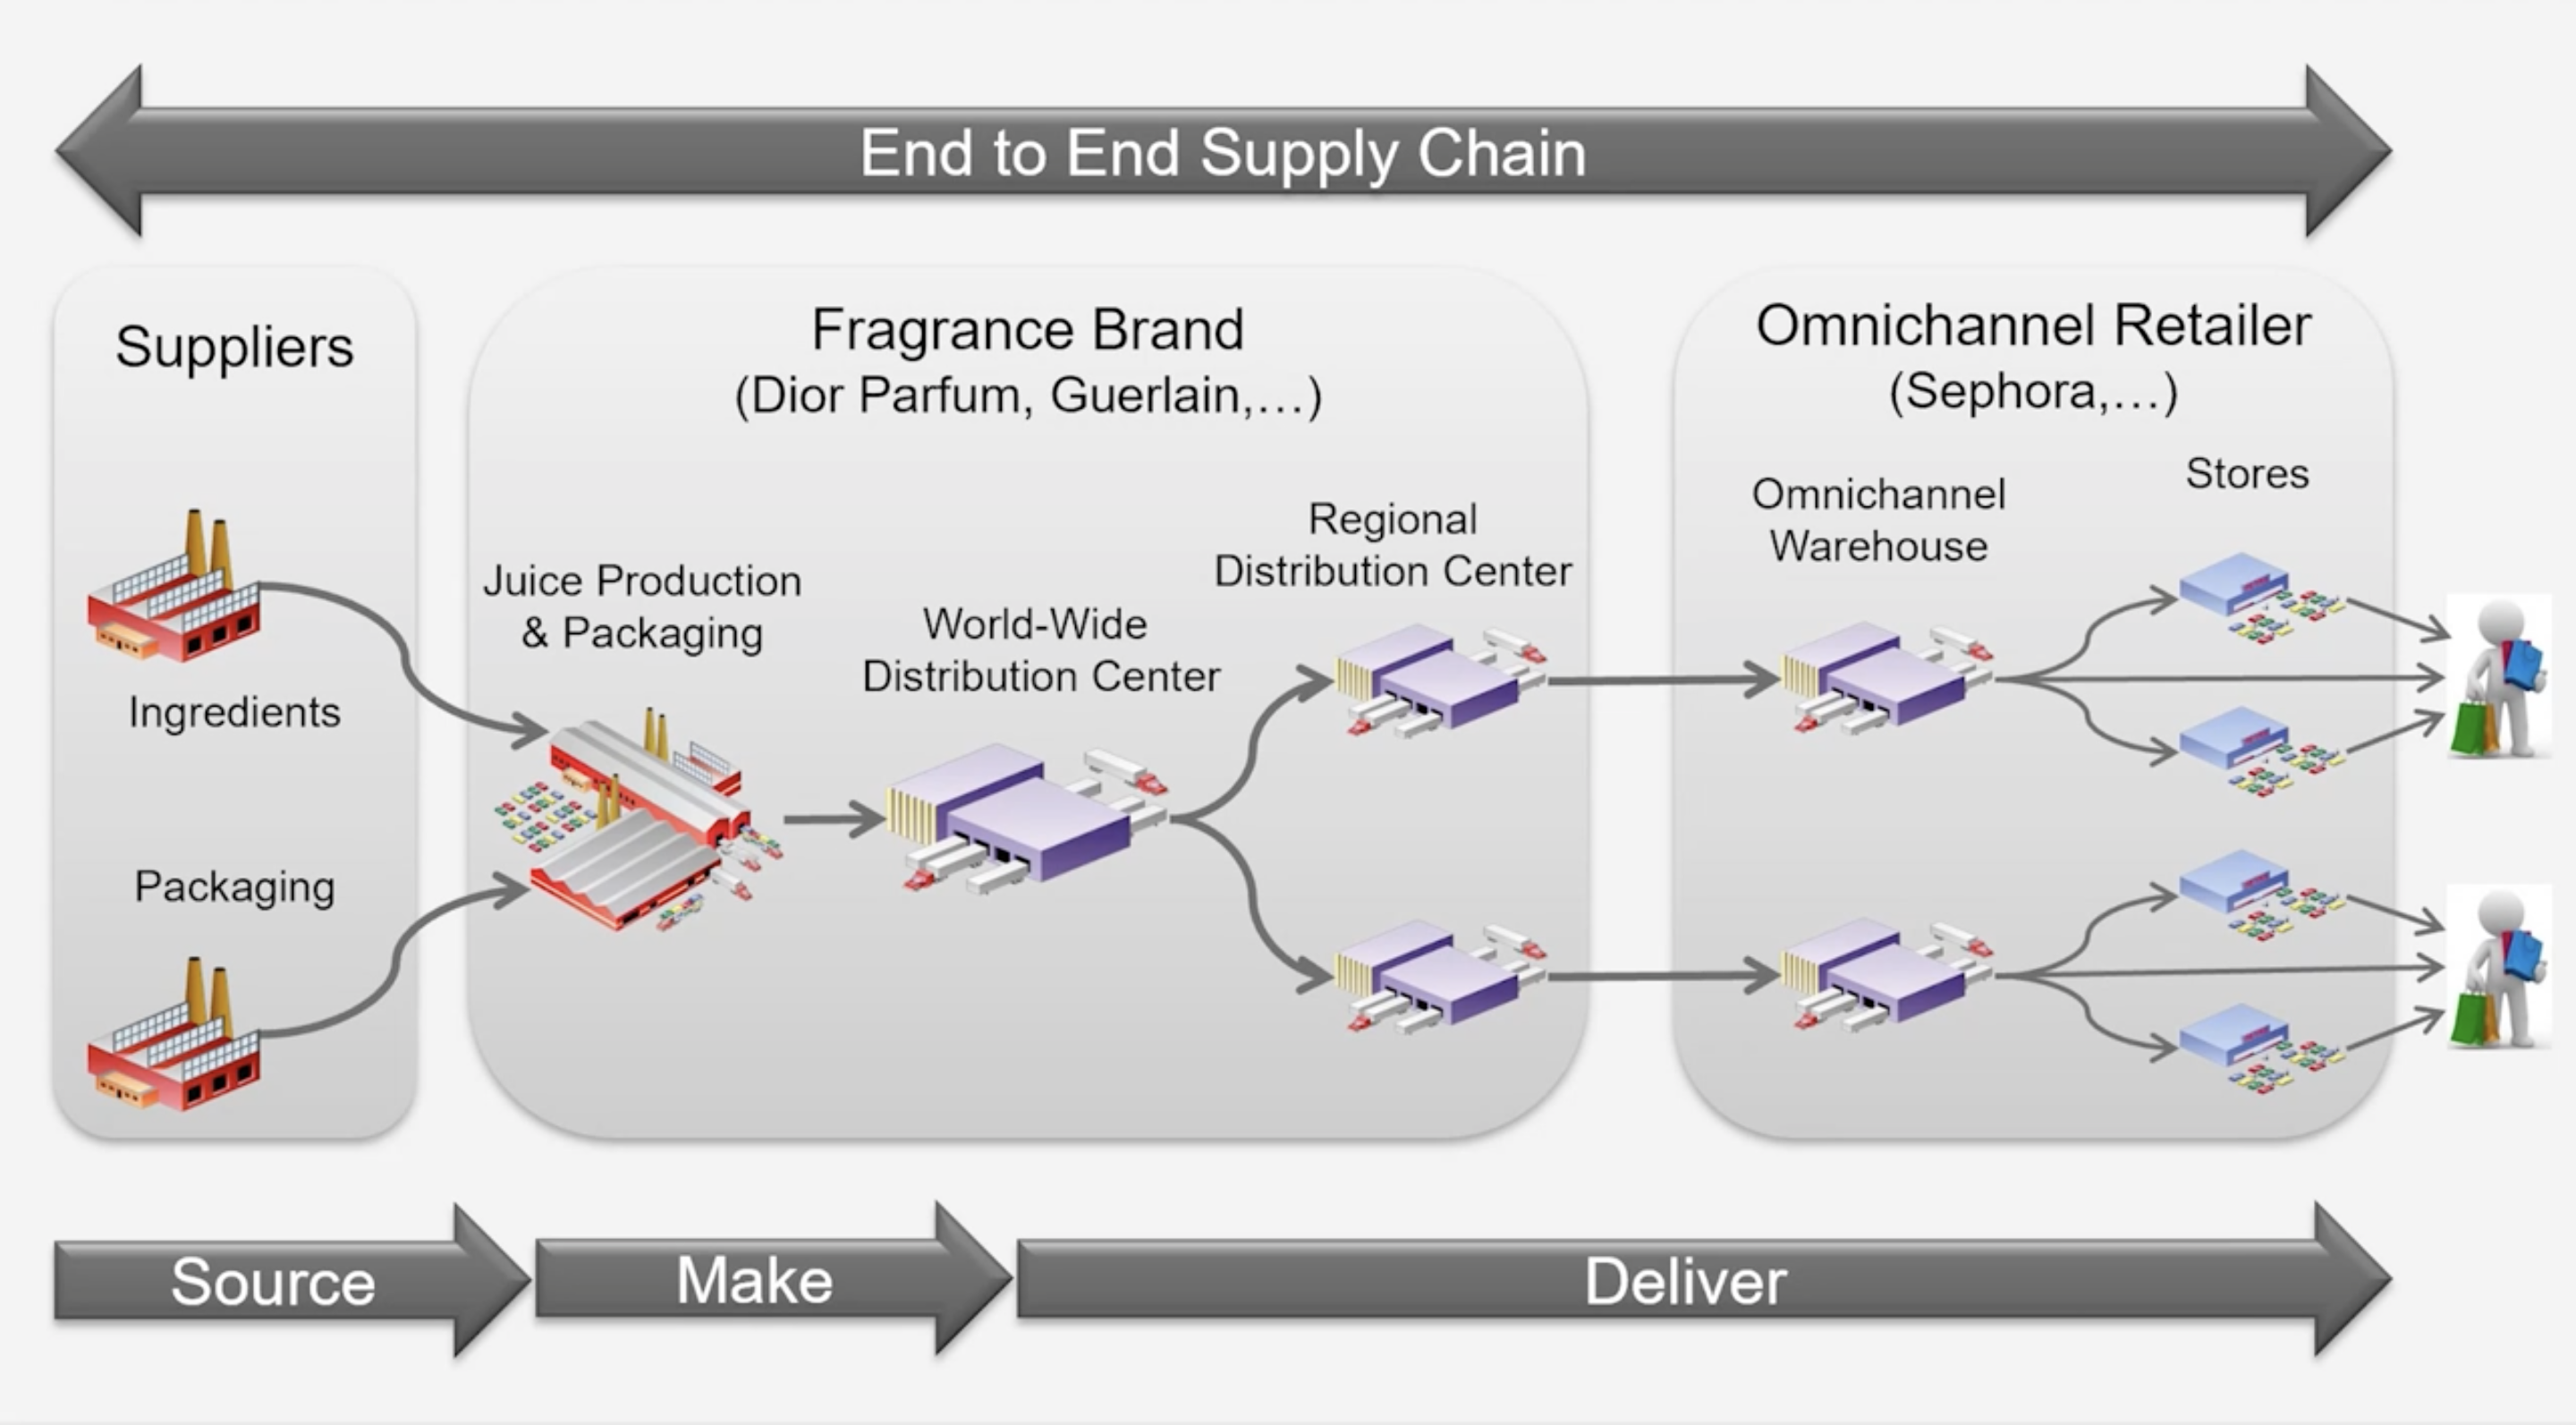 End to End Supply Chain
Suppliers
Ingredients
Packaging
Fragrance Brand
(Dior Parfum, Guerlain,...)
Juice Production
& Packaging
World-Wide
Distribution Center
Regional
Distribution Center
Omnichannel Retailer
(Sephora,...)
Omnichannel
Warehouse
Stores
Source
Make
Deliver